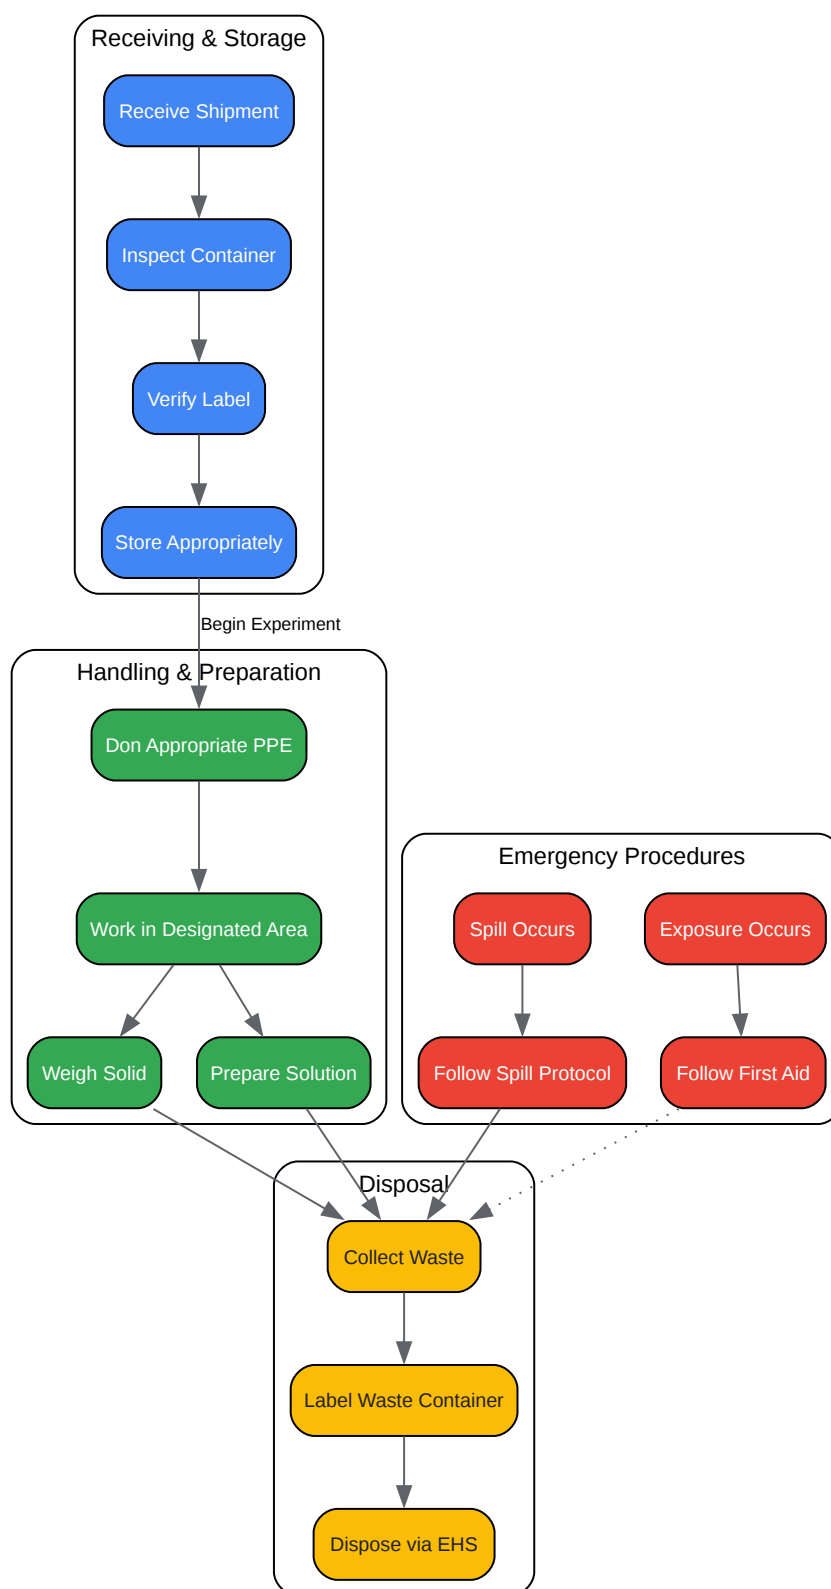 Receiving & Storage
Receive Shipment
Inspect Container
Verify Label
Store Appropriately
Begin Experiment
Handling & Preparation
Don Appropriate PPE
Work in Designated Area
Weigh Solid
Prepare Solution
Emergency Procedures
Spill Occurs
Exposure Occurs
Follow Spill Protocol
Follow First Aid
Disposal
Collect Waste
Label Waste Container
Dispose via EHS